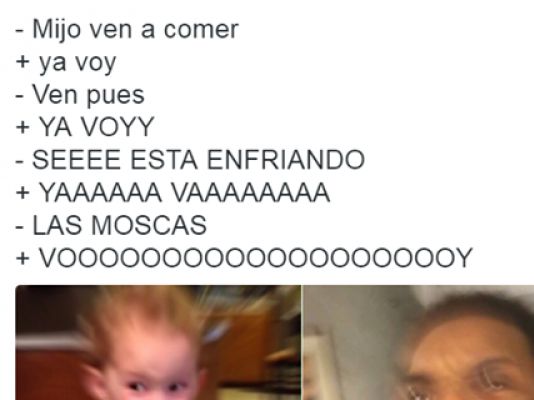 - Mijo ven a comer
+ ya voy
- Ven pues
+ YA VOYY
- SEEEE ESTA ENFRIANDO
+ YAAAAAA VAAAAAAAA
- LAS MOSCAS
+ VOOOOOOOOOOOOOOOOOOOY